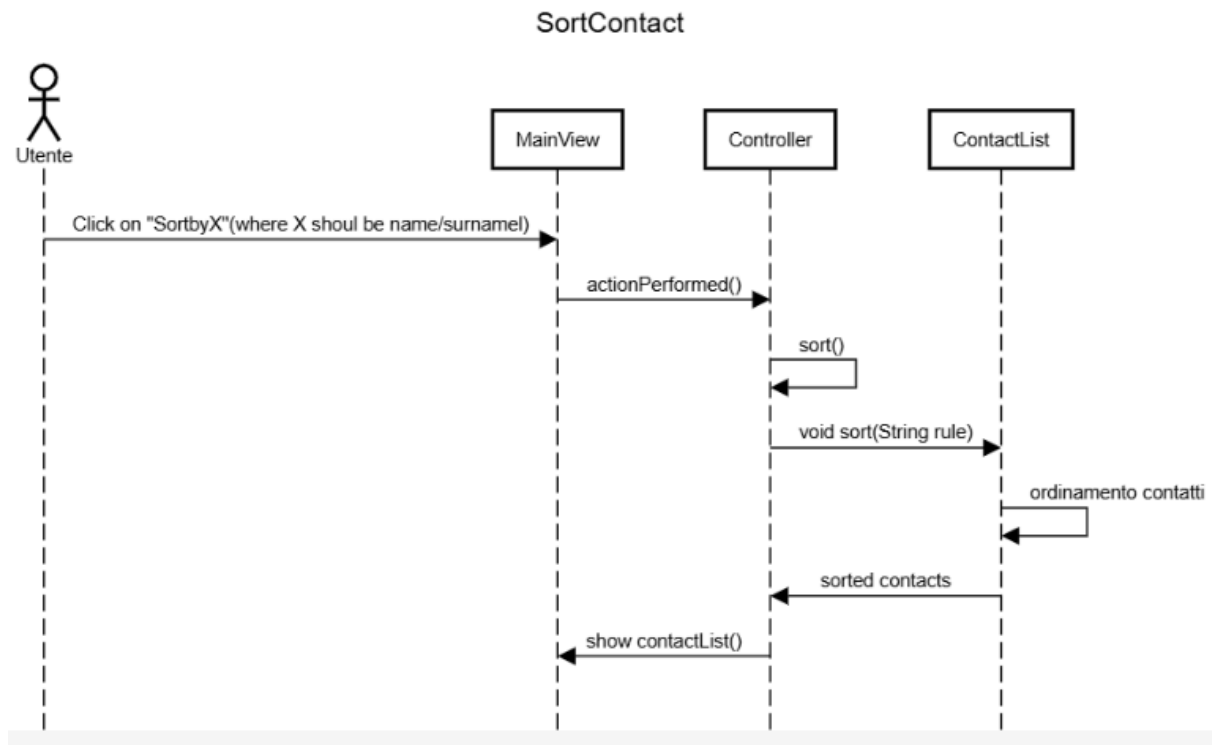 SortContact
Utente
MainView
Controller
ContactList
Click on "SortbyX"(where X shoul be name/surnamel)
actionPerformed()
sort()
void sort(String rule)
ordinamento contatti
sorted contacts
show contactList()